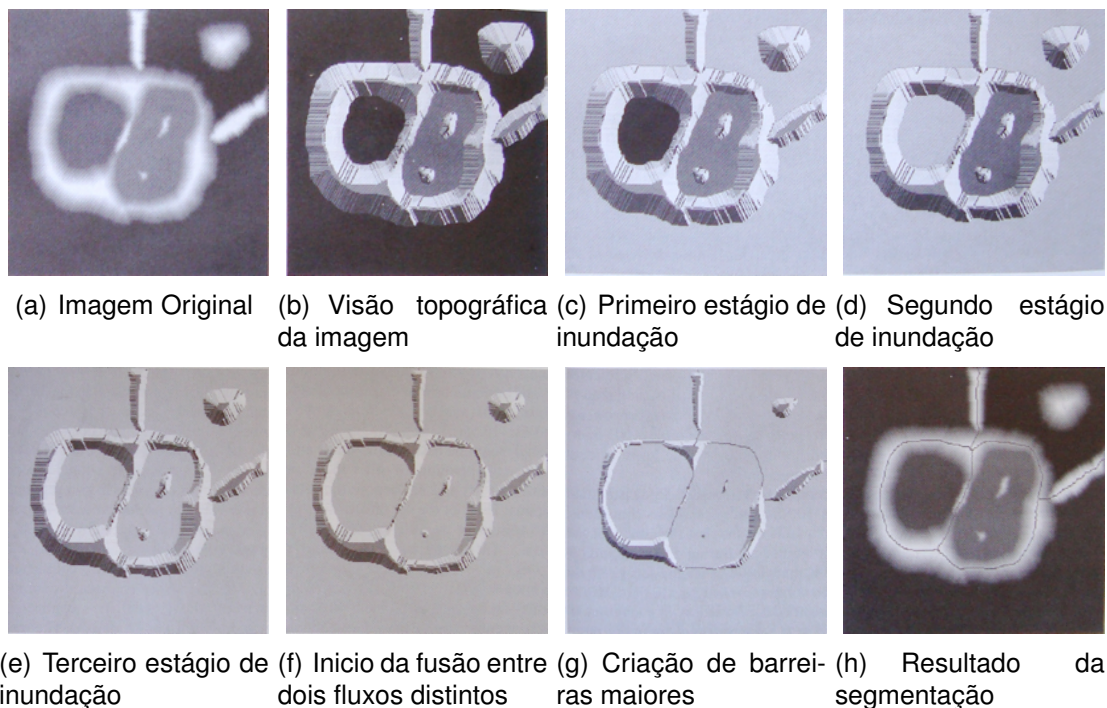 (a) Imagem Original
(b) Visão topográfica
da imagem
(c) Primeiro estágio de
inundação
(d) Segundo estágio
de inundação
(e) Terceiro estágio de
inundação
(f) Inicio da fusão entre
dois fluxos distintos
(g) Criação de barrei-
ras maiores
(h) Resultado da
segmentação